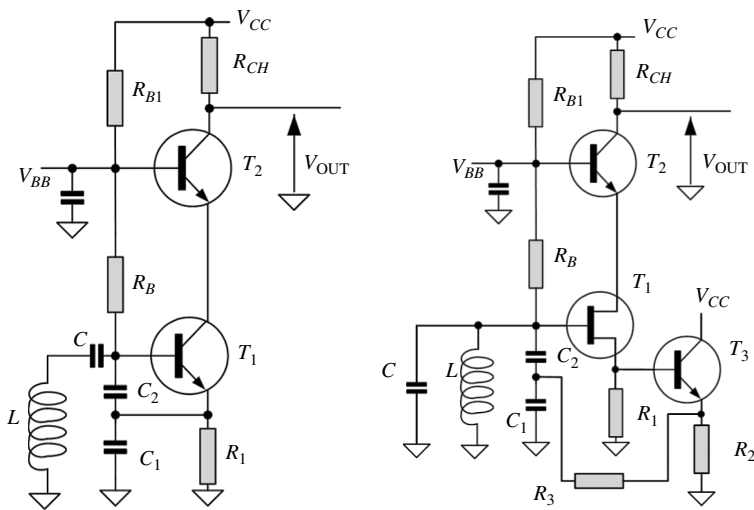 V_CC
R_CH
R_B1
V_BB
T_2
V_OUT
R_B
C
T_1
C_2
L
C_1
R_1
V_CC
R_CH
R_B1
V_BB
T_2
V_OUT
R_B
T_1
V_CC
C
L
C_2
T_3
C_1
R_1
R_2
R_3